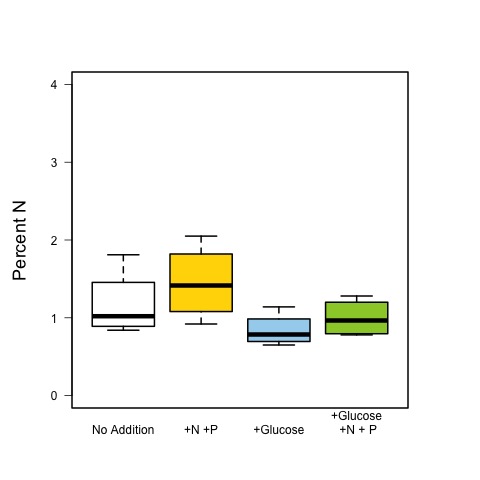 4
3
2
1
0
Percent N
No Addition
+N +P
+Glucose
+Glucose
+N + P